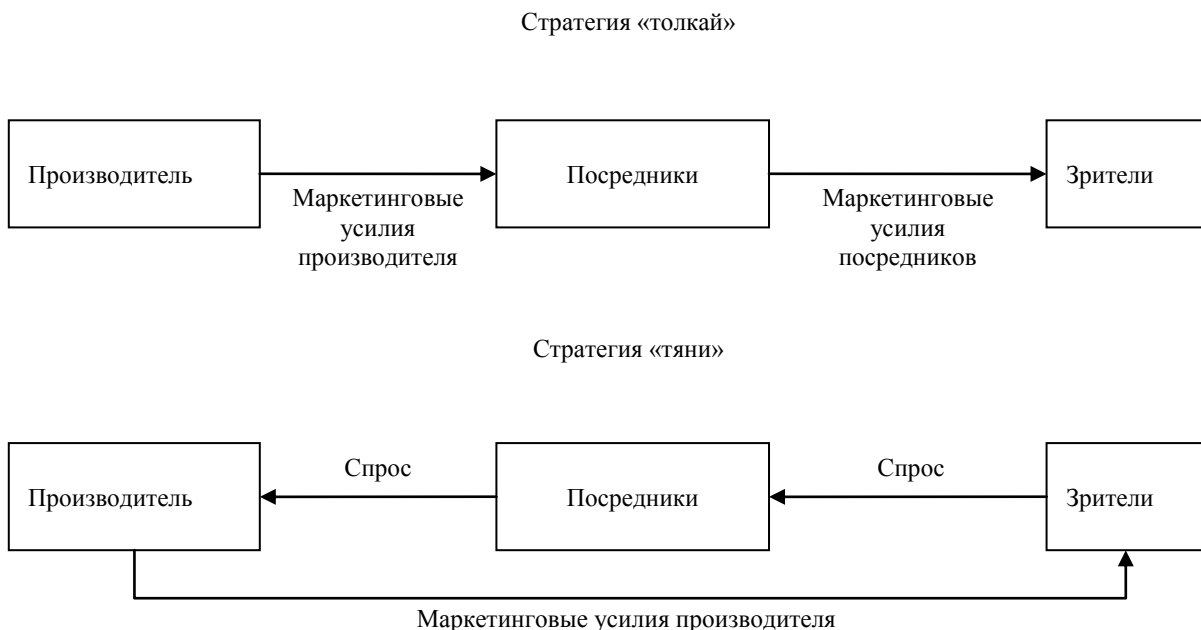 Стратегия «толкай»
Производитель
Посредники
Зрители
Маркетинговые
усилия
производителя
Маркетинговые
усилия
посредников
Стратегия «тяни»
Спрос
Спрос
Производитель
Посредники
Зрители
Маркетинговые усилия производителя